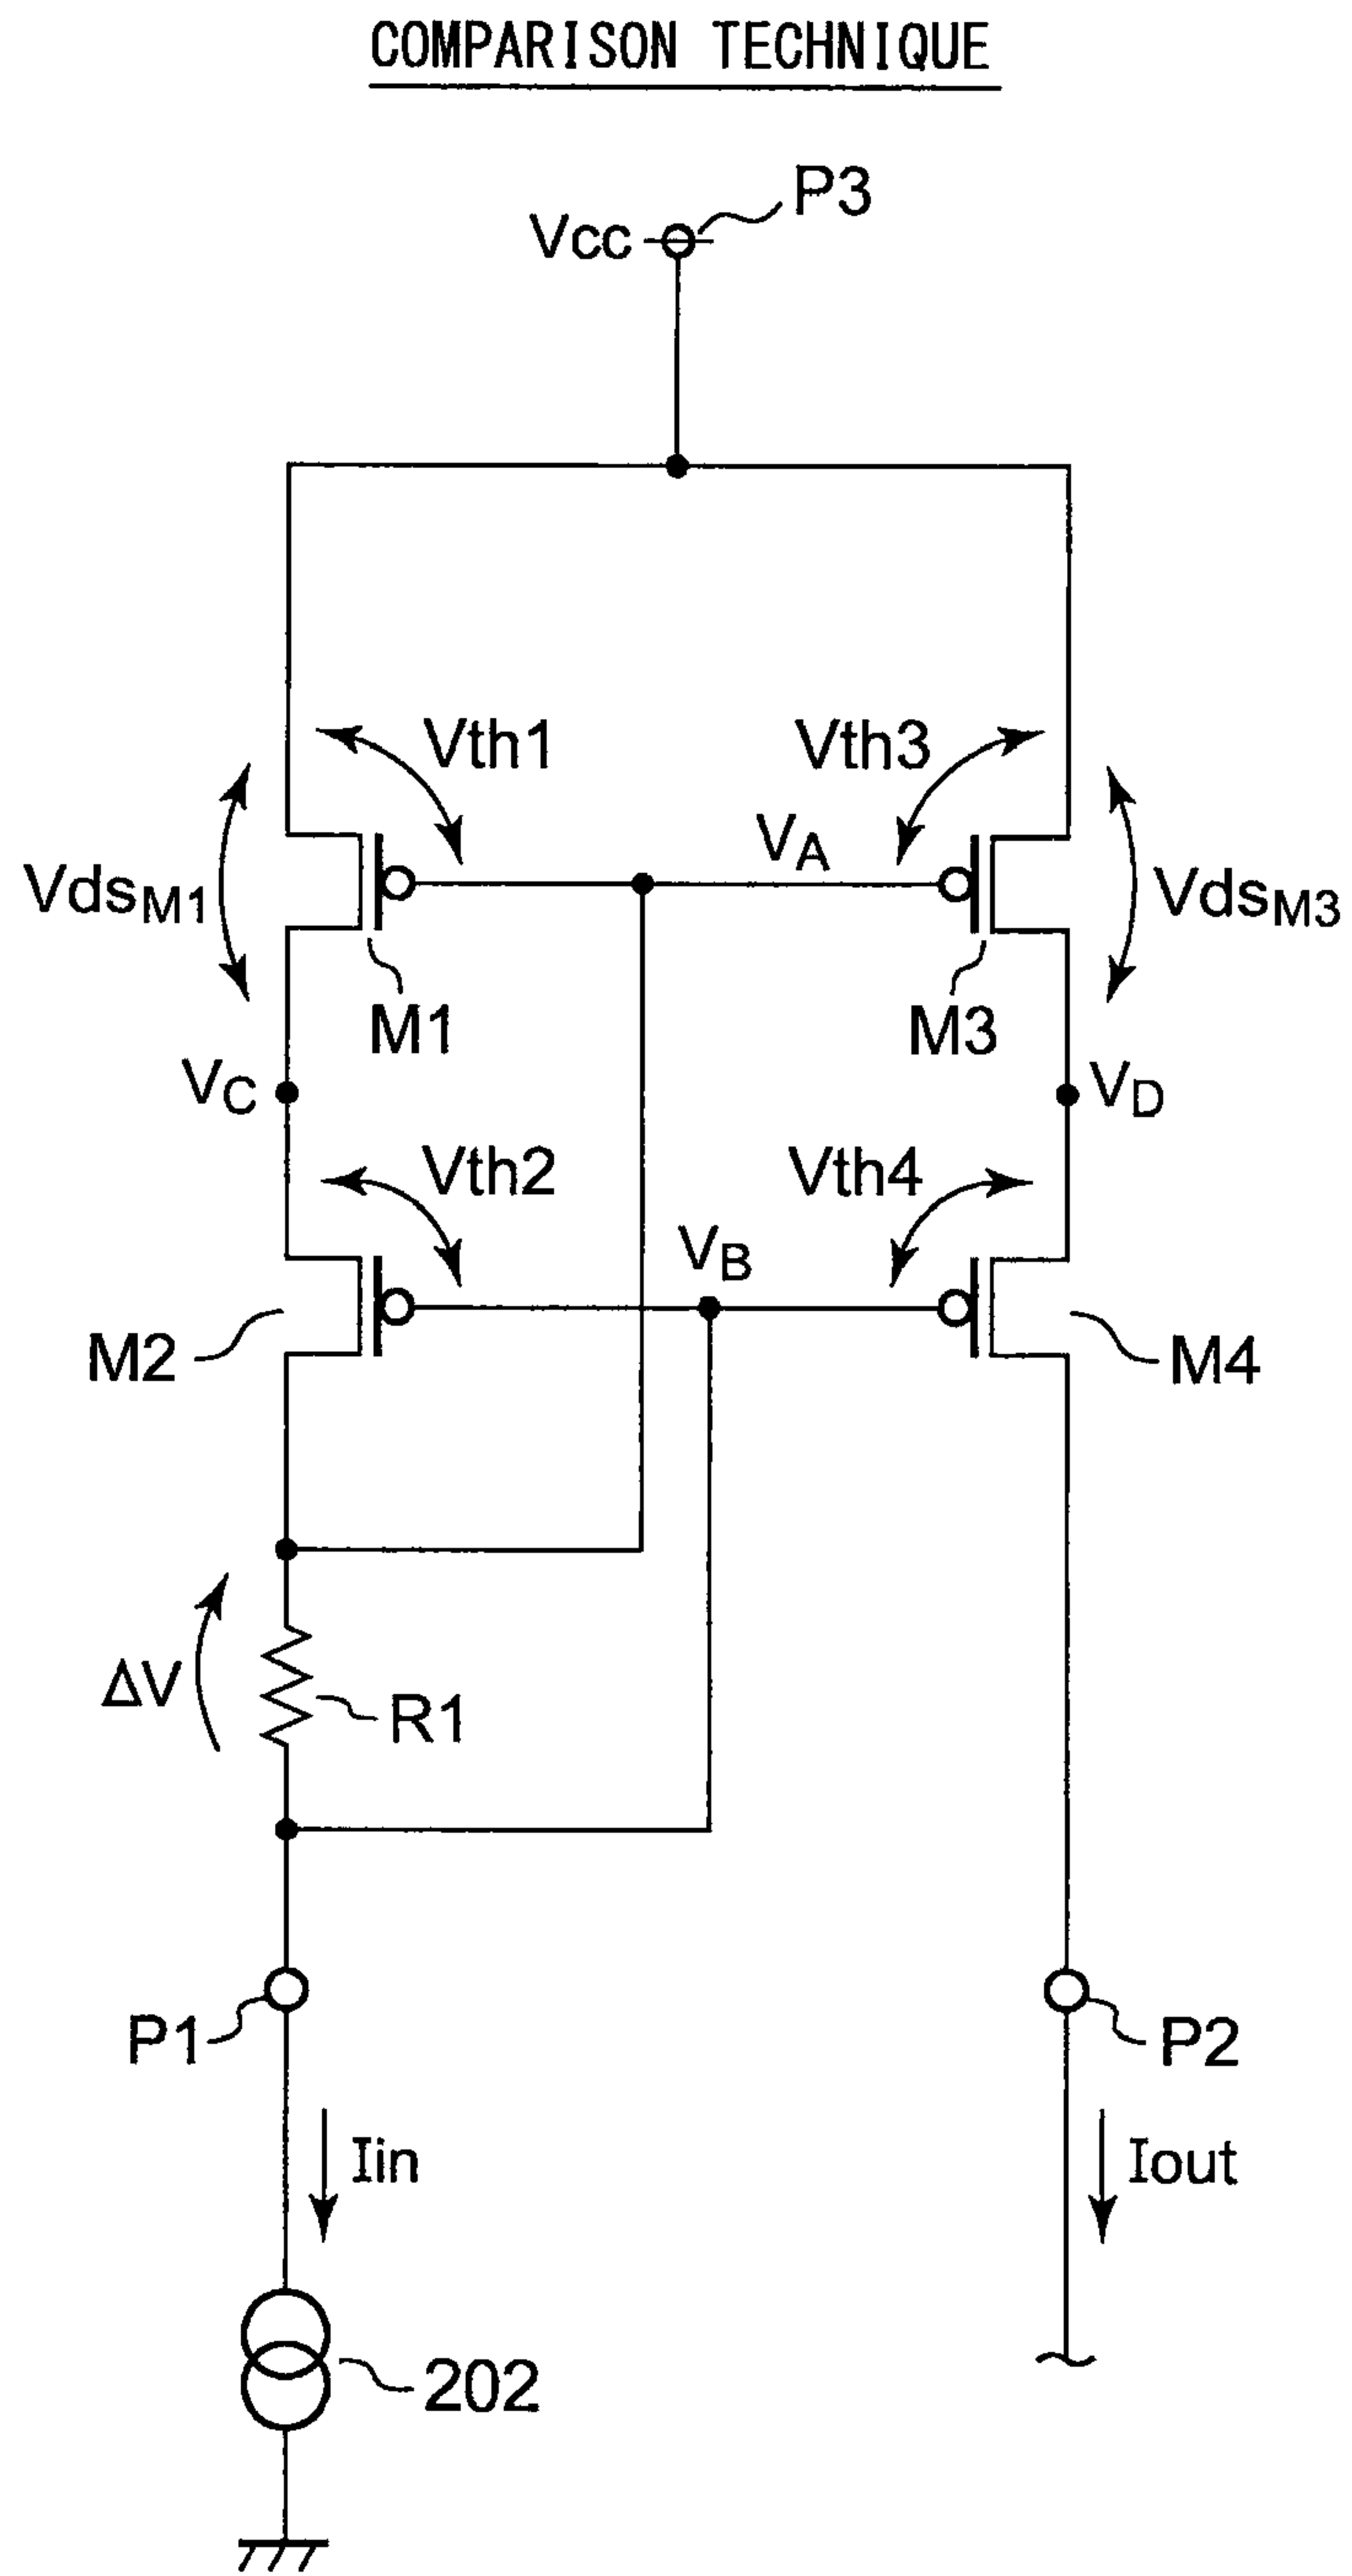 COMPARISON TECHNIQUE
P3
Vcc
Vth1
Vth3
VA
VdsM1
VdsM3
M1
M3
VC
VD
Vth2
Vth4
VB
M2
M4
ΔV
R1
P1
P2
Iin
Iout
202